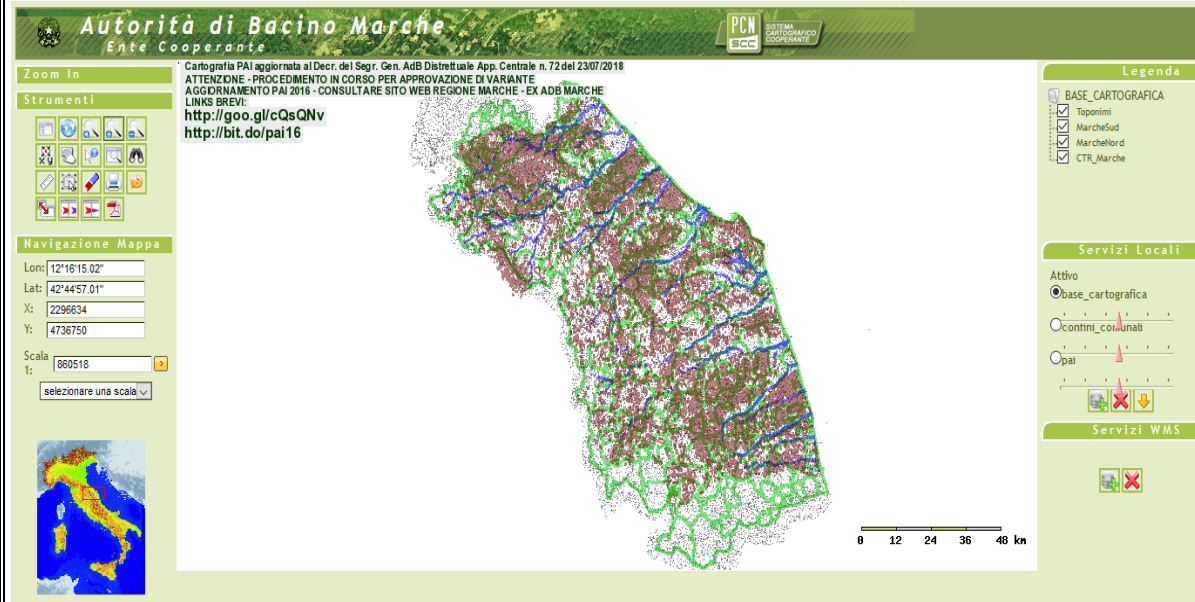 Autorità di Bacino Marche
Ente Cooperante
PCN
SCC
SISTEMA
CARTOGRAFICO
COOPERANTE
Zoom In
Strumenti
Navigazione Mappa
Lon: 12°16'15.02"
Lat: 42°44'57.01"
X: 2296634
Y: 4736750
Scala
1: 860518
selezionare una scala
Cartografia PAI aggiornata al Decr. del Segr. Gen. AdB Distrettuale App. Centrale n. 72 del 23/07/2018
ATTENZIONE - PROCEDIMENTO IN CORSO PER APPROVAZIONE DI VARIANTE
AGGIORNAMENTO PAI 2016 - CONSULTARE SITO WEB REGIONE MARCHE - EX ADB MARCHE
LINKS BREVI:
http://goo.gl/cQsQNv
http://bit.do/pai16
0 12 24 36 48 km
Legenda
BASE_CARTOGRAFICA
Toponimi
MarcheSud
MarcheNord
CTR_Marche
Servizi Locali
Attivo
base_cartografica
confini_comunali
pai
Servizi WMS